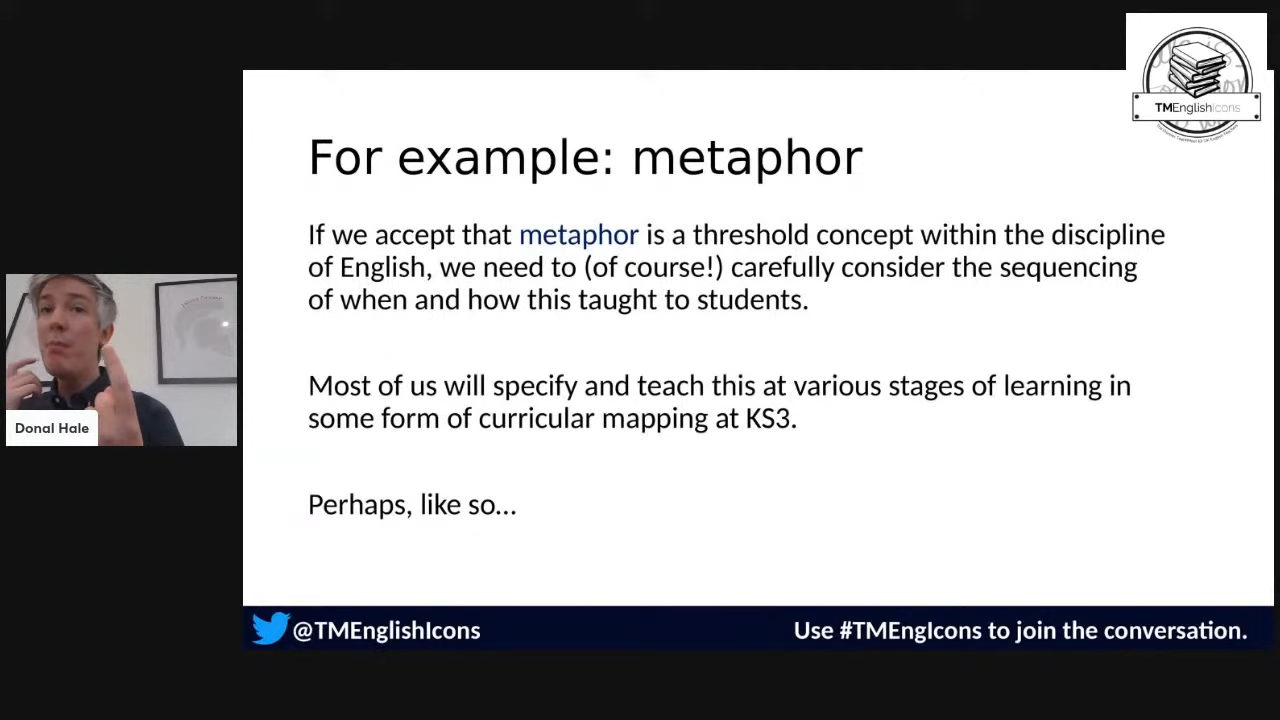 TMEnglishIcons
For example: metaphor
If we accept that metaphor is a threshold concept within the discipline
of English, we need to (of course!) carefully consider the sequencing
of when and how this taught to students.
Most of us will specify and teach this at various stages of learning in
some form of curricular mapping at KS3.
Perhaps, like so...
Donal Hale
@TMEnglishIcons
Use #TMEngIcons to join the conversation.